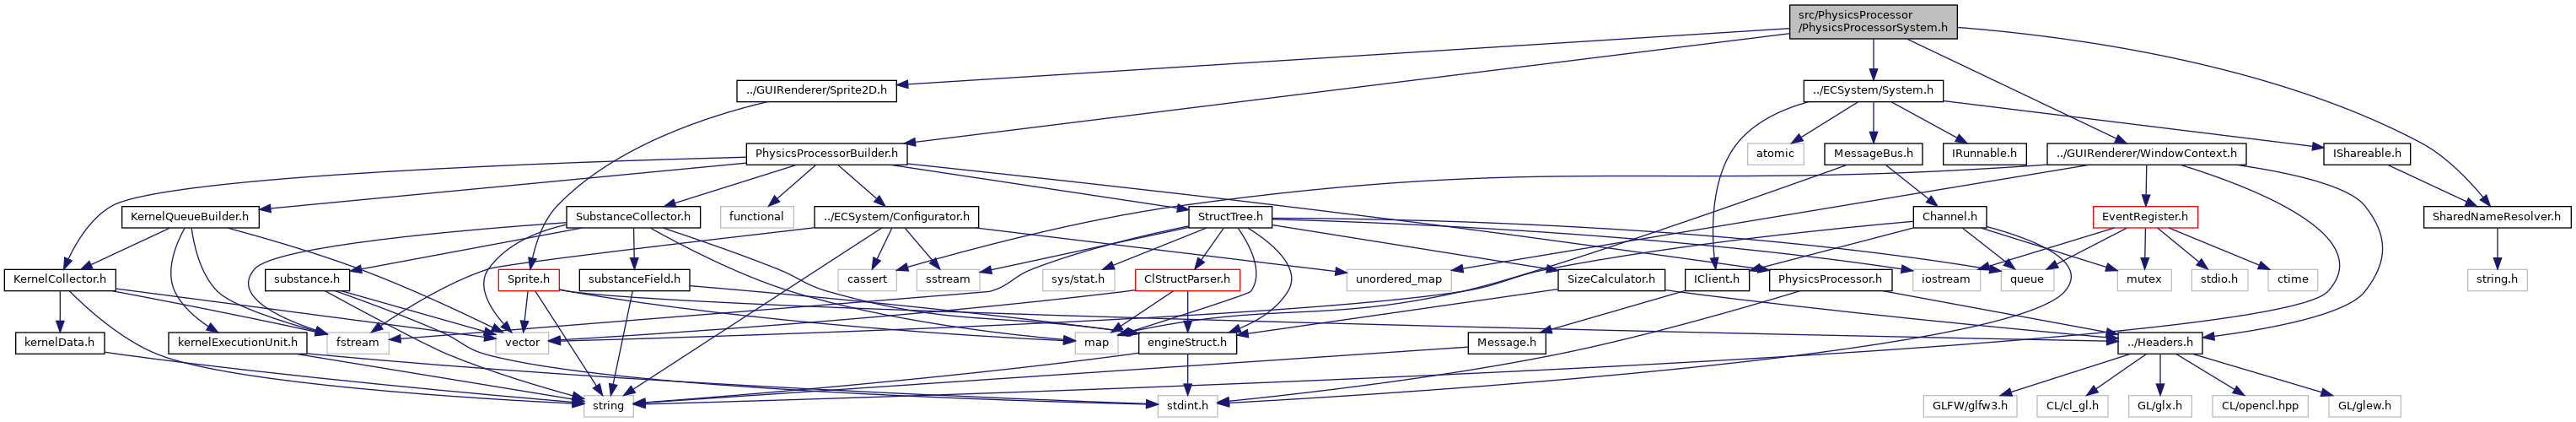 src/PhysicsProcessor
/PhysicsProcessorSystem.h
../GUIRenderer/Sprite2D.h
../ECSystem/System.h
PhysicsProcessorBuilder.h
atomic
MessageBus.h
IRunnable.h
../GUIRenderer/WindowContext.h
IShareable.h
KernelQueueBuilder.h
SubstanceCollector.h
functional
../ECSystem/Configurator.h
StructTree.h
Channel.h
EventRegister.h
SharedNameResolver.h
KernelCollector.h
substance.h
Sprite.h
substanceField.h
cassert
sstream
sys/stat.h
ClStructParser.h
unordered_map
SizeCalculator.h
IClient.h
PhysicsProcessor.h
iostream
queue
mutex
stdio.h
ctime
string.h
kernelData.h
kernelExecutionUnit.h
fstream
vector
map
engineStruct.h
Message.h
../Headers.h
string
stdint.h
GLFW/glfw3.h
CL/cl_gl.h
GL/glx.h
CL/opencl.hpp
GL/glew.h